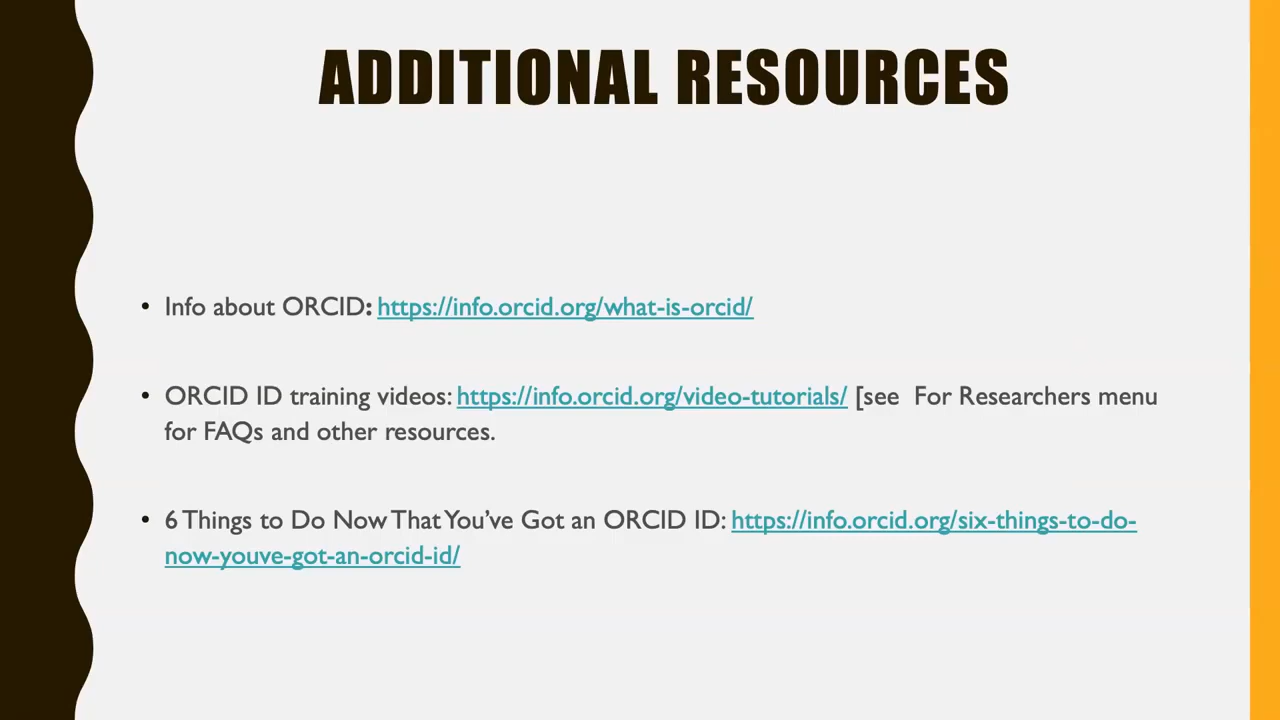 ADDITIONAL RESOURCES
• Info about ORCID: https://info.orcid.org/what-is-orcid/
• ORCID ID training videos: https://info.orcid.org/video-tutorials/ [see  For Researchers menu
for FAQs and other resources.
• 6 Things to Do Now That You’ve Got an ORCID ID: https://info.orcid.org/six-things-to-do-
now-youve-got-an-orcid-id/